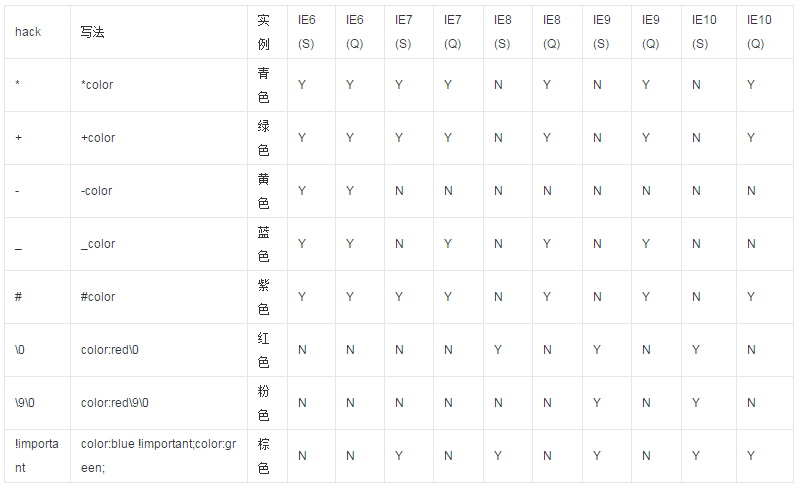 hack 写法 实例 IE6(S) IE6(Q) IE7(S) IE7(Q) IE8(S) IE8(Q) IE9(S) IE9(Q) IE10(S) IE10(Q)
* *color 青色 Y Y Y Y N Y N Y N Y
+ +color 绿色 Y Y Y Y N Y N Y N Y
- -color 黄色 Y Y N N N N N N N N
_ _color 蓝色 Y Y N Y N Y N Y N N
# #color 紫色 Y Y Y Y N Y N Y N Y
\0 color:red\0 红色 N N N N Y N Y N Y N
\9\0 color:red\9\0 粉色 N N N N N N Y N Y N
!important color:blue !important;color:green; 棕色 N N Y N Y N Y Y Y Y